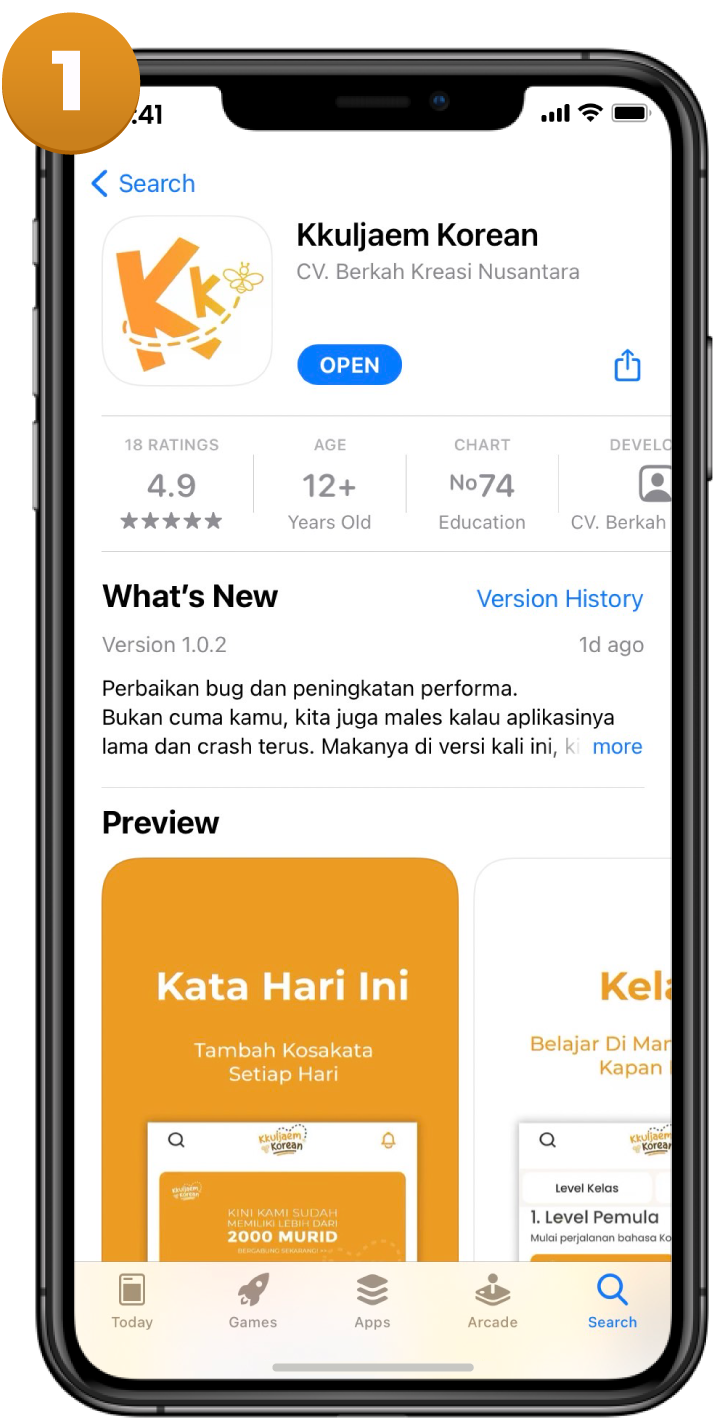 1
:41
Search
Kk
Kkuljaem Korean
CV. Berkah Kreasi Nusantara
OPEN
18 RATINGS
4.9
★★★★★
AGE
12+
Years Old
CHART
No74
Education
DEVELO
CV. Berkah
What's New
Version History
Version 1.0.2
1d ago
Perbaikan bug dan peningkatan performa.
Bukan cuma kamu, kita juga males kalau aplikasinya
lama dan crash terus. Makanya di versi kali ini, ki more
Preview
Kata Hari Ini
Tambah Kosakata
Setiap Hari
Kkuljaem
Korean
Kkuljaem
Korean
KINI KAMI SUDAH
MEMILIKI LEBIH DARI
2000 MURID
BERGABUNG SEKARANG! >>
Kela
Belajar Di Man
Kapan
Kkuljaem
Korean
Level Kelas
1. Level Pemula
Mulai perjalanan bahasa Ko
Today
Games
Apps
Arcade
Search